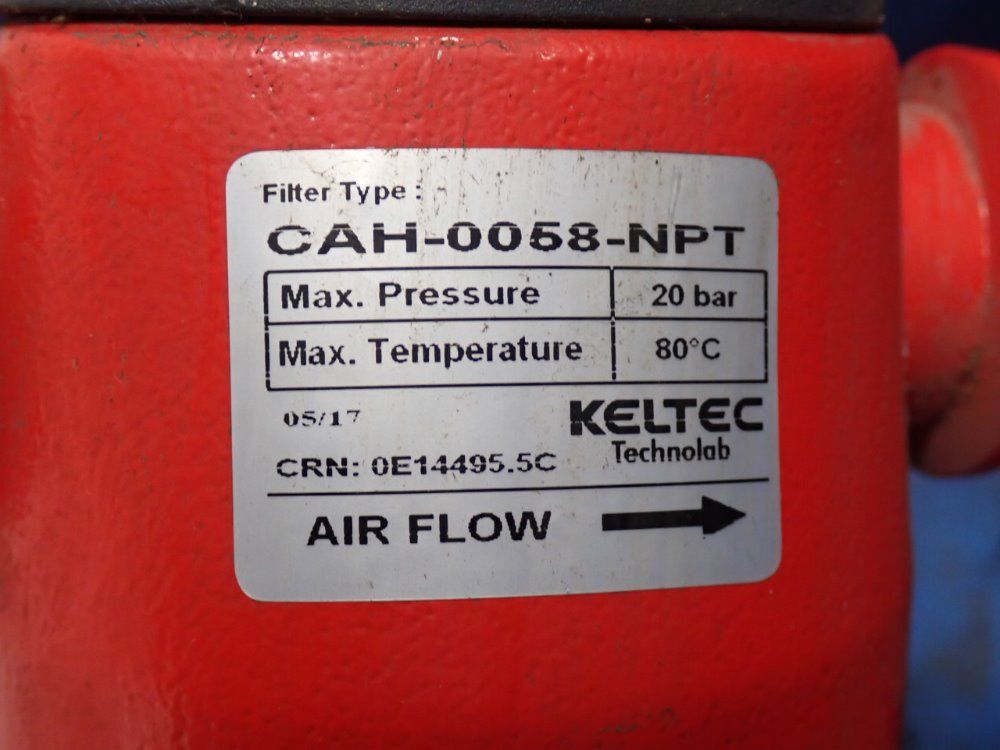 Filter Type :
CAH-0058-NPT
Max. Pressure 20 bar
Max. Temperature 80°C
05/17
KELTEC
Technolab
CRN: 0E14495.5C
AIR FLOW